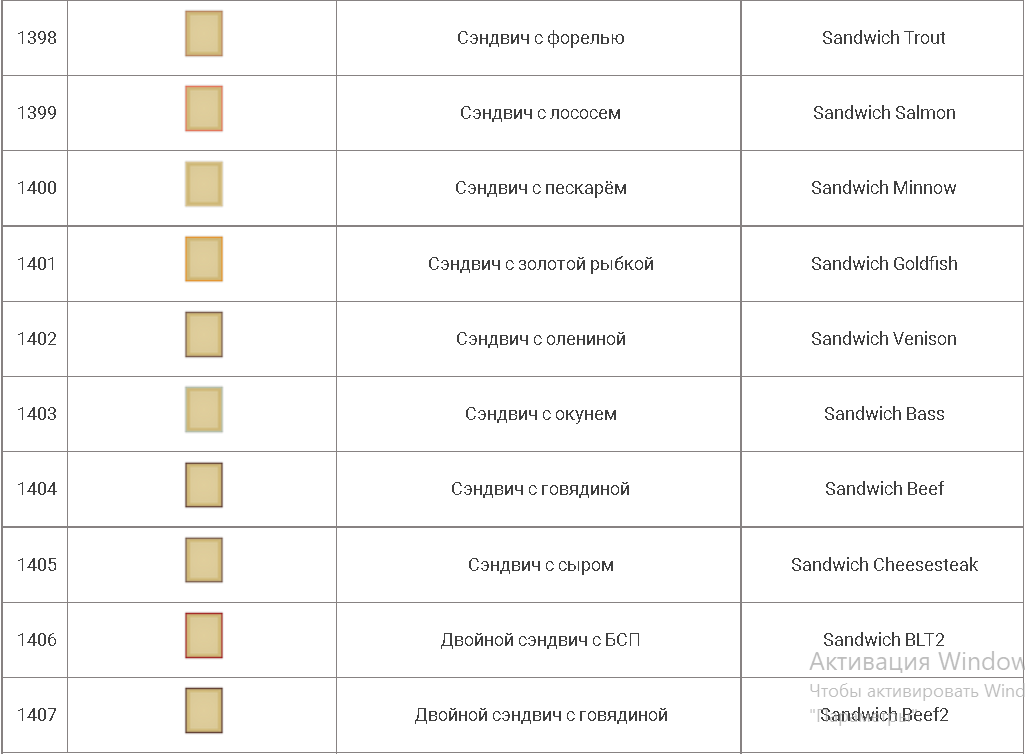 1398 Сэндвич с форелью Sandwich Trout
1399 Сэндвич с лососем Sandwich Salmon
1400 Сэндвич с пескарём Sandwich Minnow
1401 Сэндвич с золотой рыбкой Sandwich Goldfish
1402 Сэндвич с олениной Sandwich Venison
1403 Сэндвич с окунем Sandwich Bass
1404 Сэндвич с говядиной Sandwich Beef
1405 Сэндвич с сыром Sandwich Cheesesteak
1406 Двойной сэндвич с БСП Sandwich BLT2
Активация Window
Чтобы активировать Wind
1407 Двойной сэндвич с говядиной Sandwich Beef2